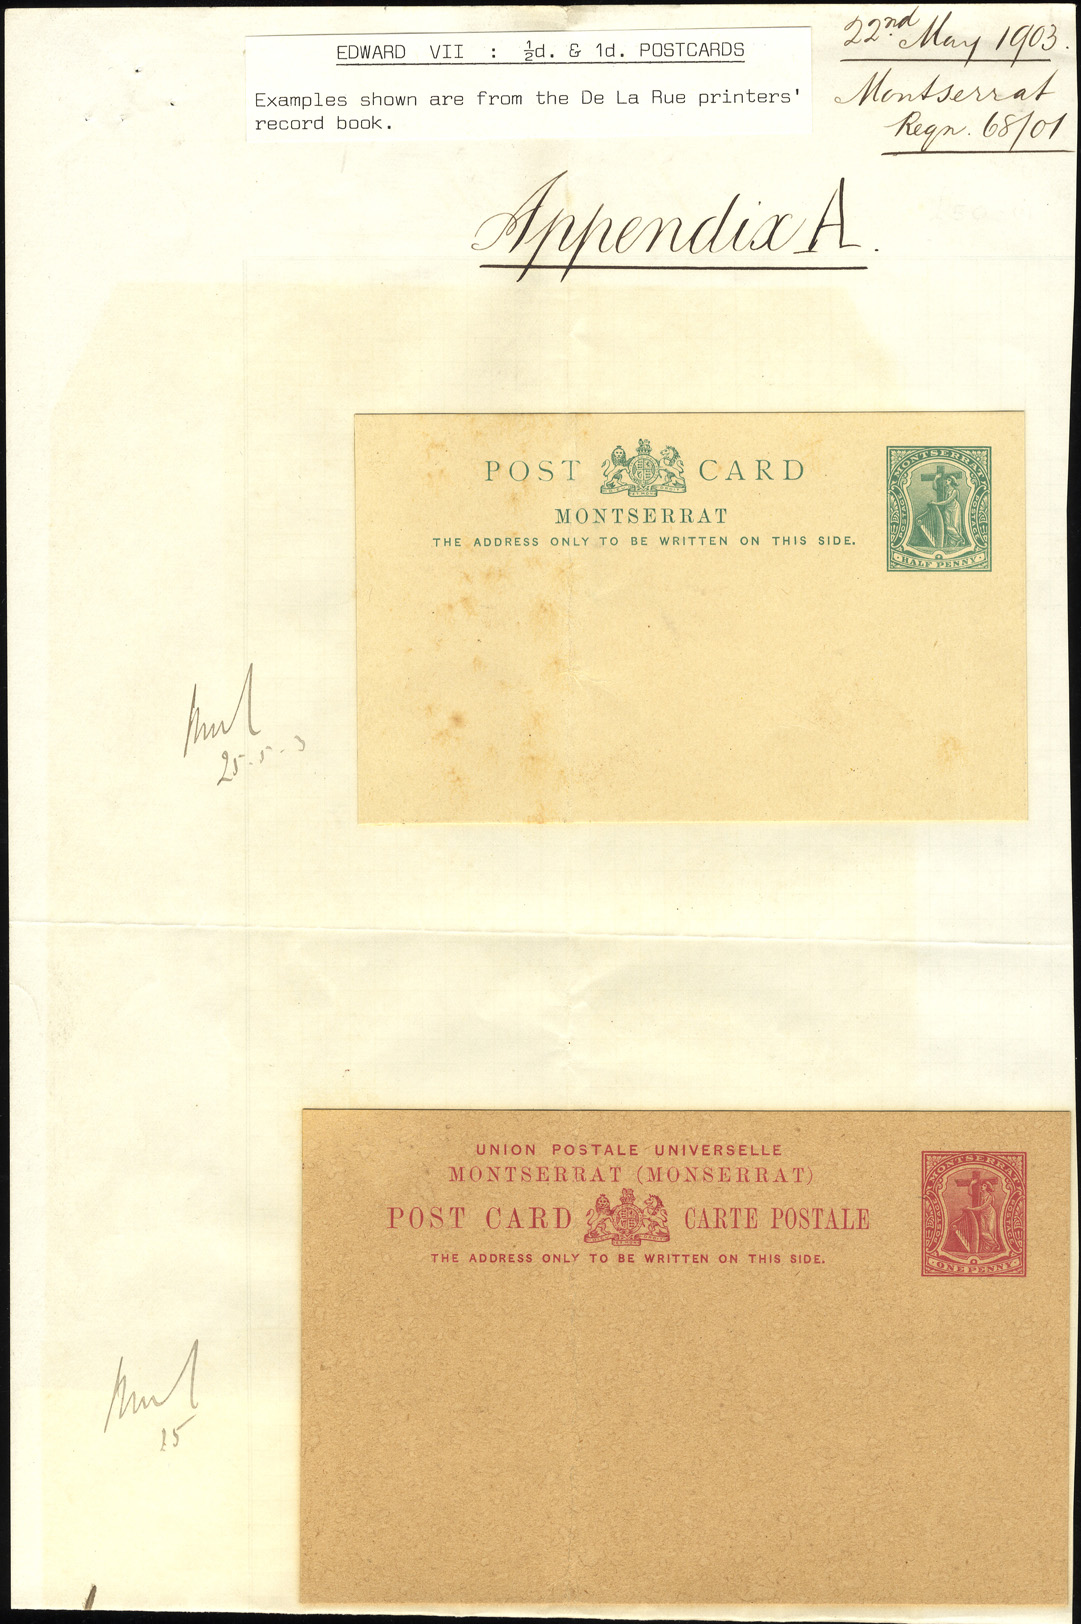 22nd May 1903.
Montserrat
Regn. 68/01
EDWARD VII : ½d. & 1d. POSTCARDS
Examples shown are from the De La Rue printers'
record book.
Appendix A.
POST CARD
MONTSERRAT
THE ADDRESS ONLY TO BE WRITTEN ON THIS SIDE.
MONTSERRAT
POSTAGE
HALF PENNY
25-5-3
UNION POSTALE UNIVERSELLE
MONTSERRAT (MONSERRAT)
POST CARD CARTE POSTALE
THE ADDRESS ONLY TO BE WRITTEN ON THIS SIDE.
MONTSERRAT
POSTAGE
ONE PENNY
25